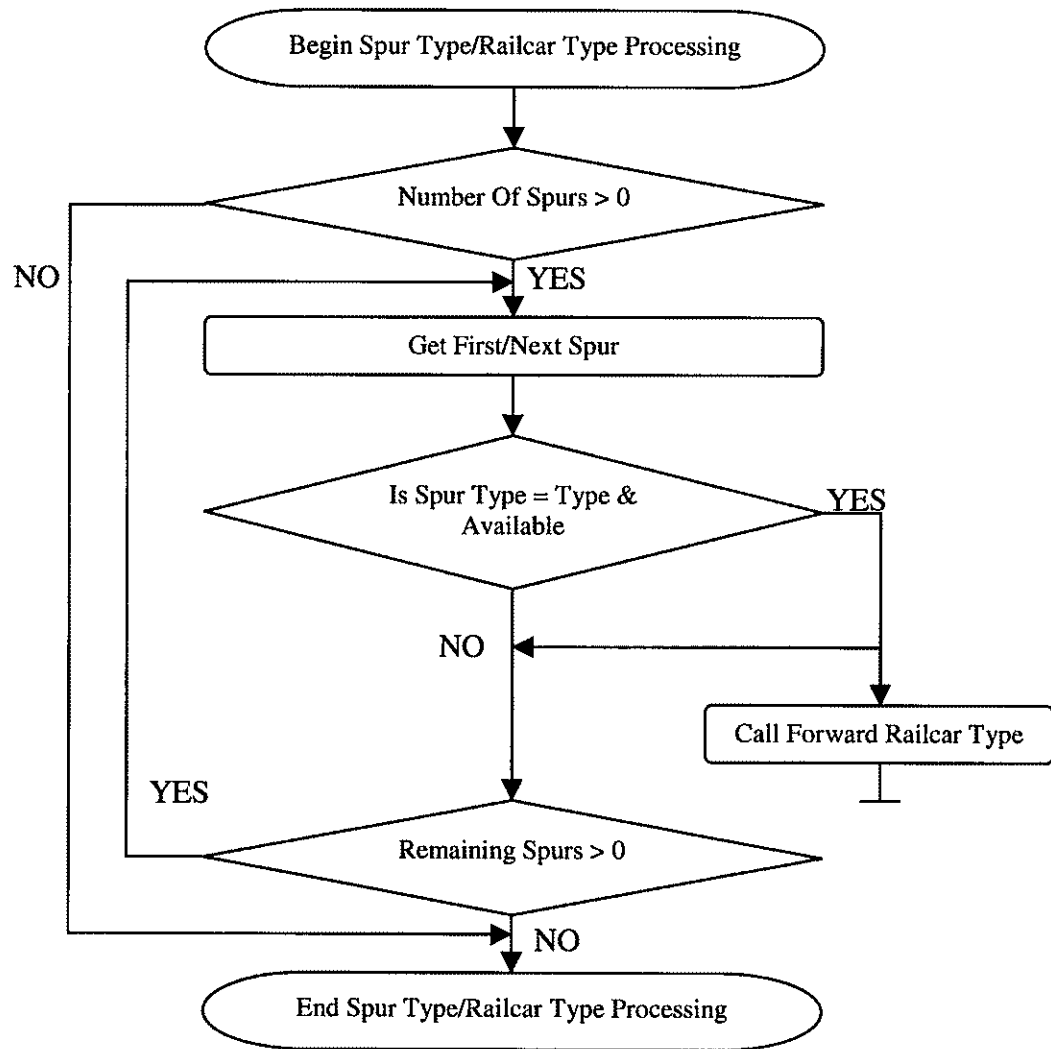 Begin Spur Type/Railcar Type Processing
Number Of Spurs > 0
NO
YES
Get First/Next Spur
Is Spur Type = Type &
Available
YES
NO
Call Forward Railcar Type
YES
Remaining Spurs > 0
NO
End Spur Type/Railcar Type Processing